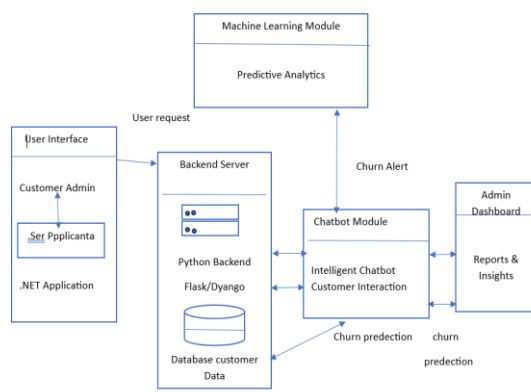 Machine Learning Module
Predictive Analytics
User request
User Interface
Customer Admin
.Ser Ppplicanta
.NET Application
Backend Server
Python Backend
Flask/Dyango
Database customer
Data
Churn Alert
Chatbot Module
Intelligent Chatbot
Customer Interaction
Churn predection
churn
predection
Admin
Dashboard
Reports &
Insights